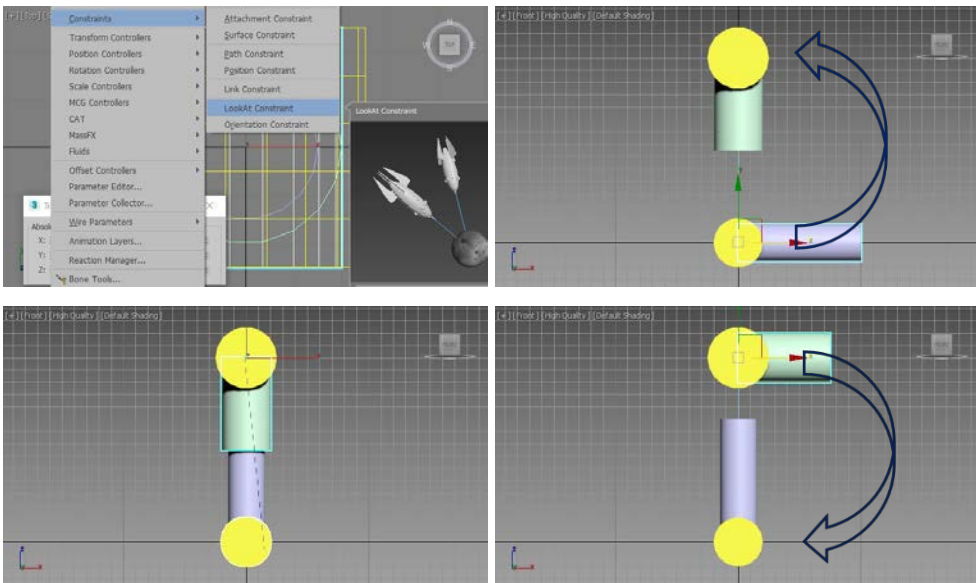 Constraints
Transform Controllers
Position Controllers
Rotation Controllers
Scale Controllers
MCG Controllers
CAT
MassFX
Fluids
Offset Controllers
Parameter Editor...
Parameter Collector...
Wire Parameters
Animation Layers...
Reaction Manager...
Bone Tools...
Attachment Constraint
Surface Constraint
Path Constraint
Position Constraint
Link Constraint
LookAt Constraint
Orientation Constraint
LookAt Constraint
TOP
W
E
X:
Y:
Z:
[+] [Front] [High Quality] [Default Shading]
[+] [Front] [High Quality] [Default Shading]
[+] [Front] [High Quality] [Default Shading]